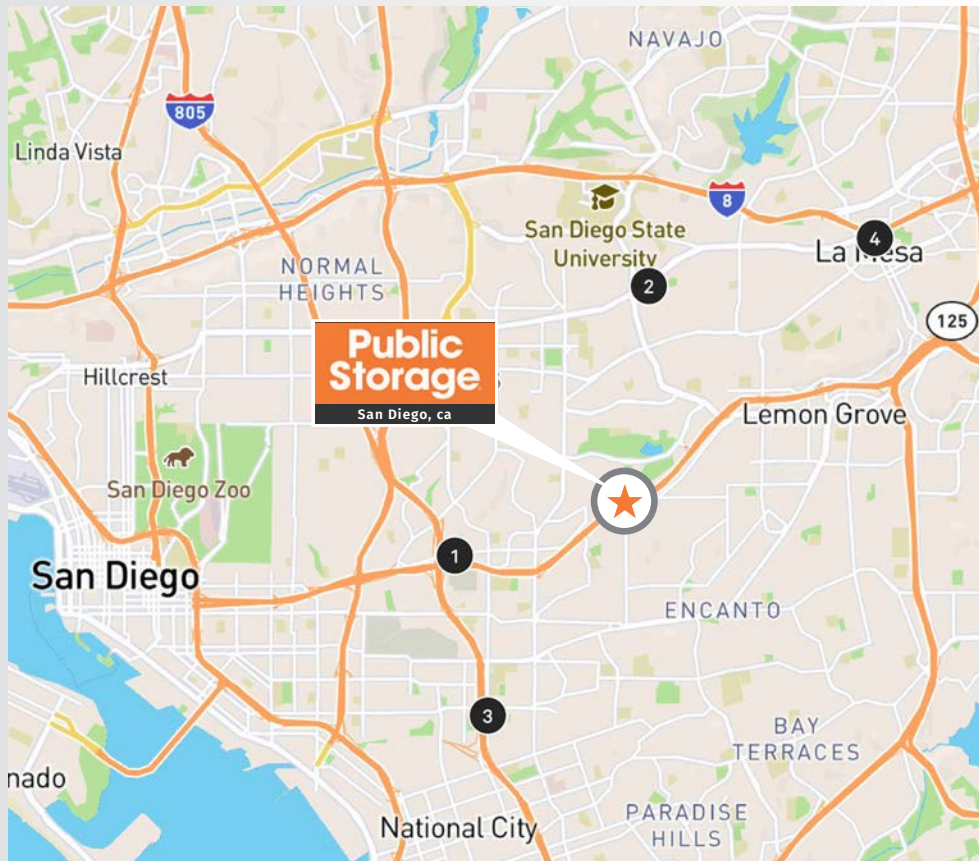 NAVAJO
805
Linda Vista
8
San Diego State
University
4
La Mesa
2
NORMAL
HEIGHTS
125
Public
Storage
San Diego, ca
S
Hillcrest
Lemon Grove
San Diego Zoo
1
San Diego
ENCANTO
3
BAY
TERRACES
nado
PARADISE
HILLS
National City